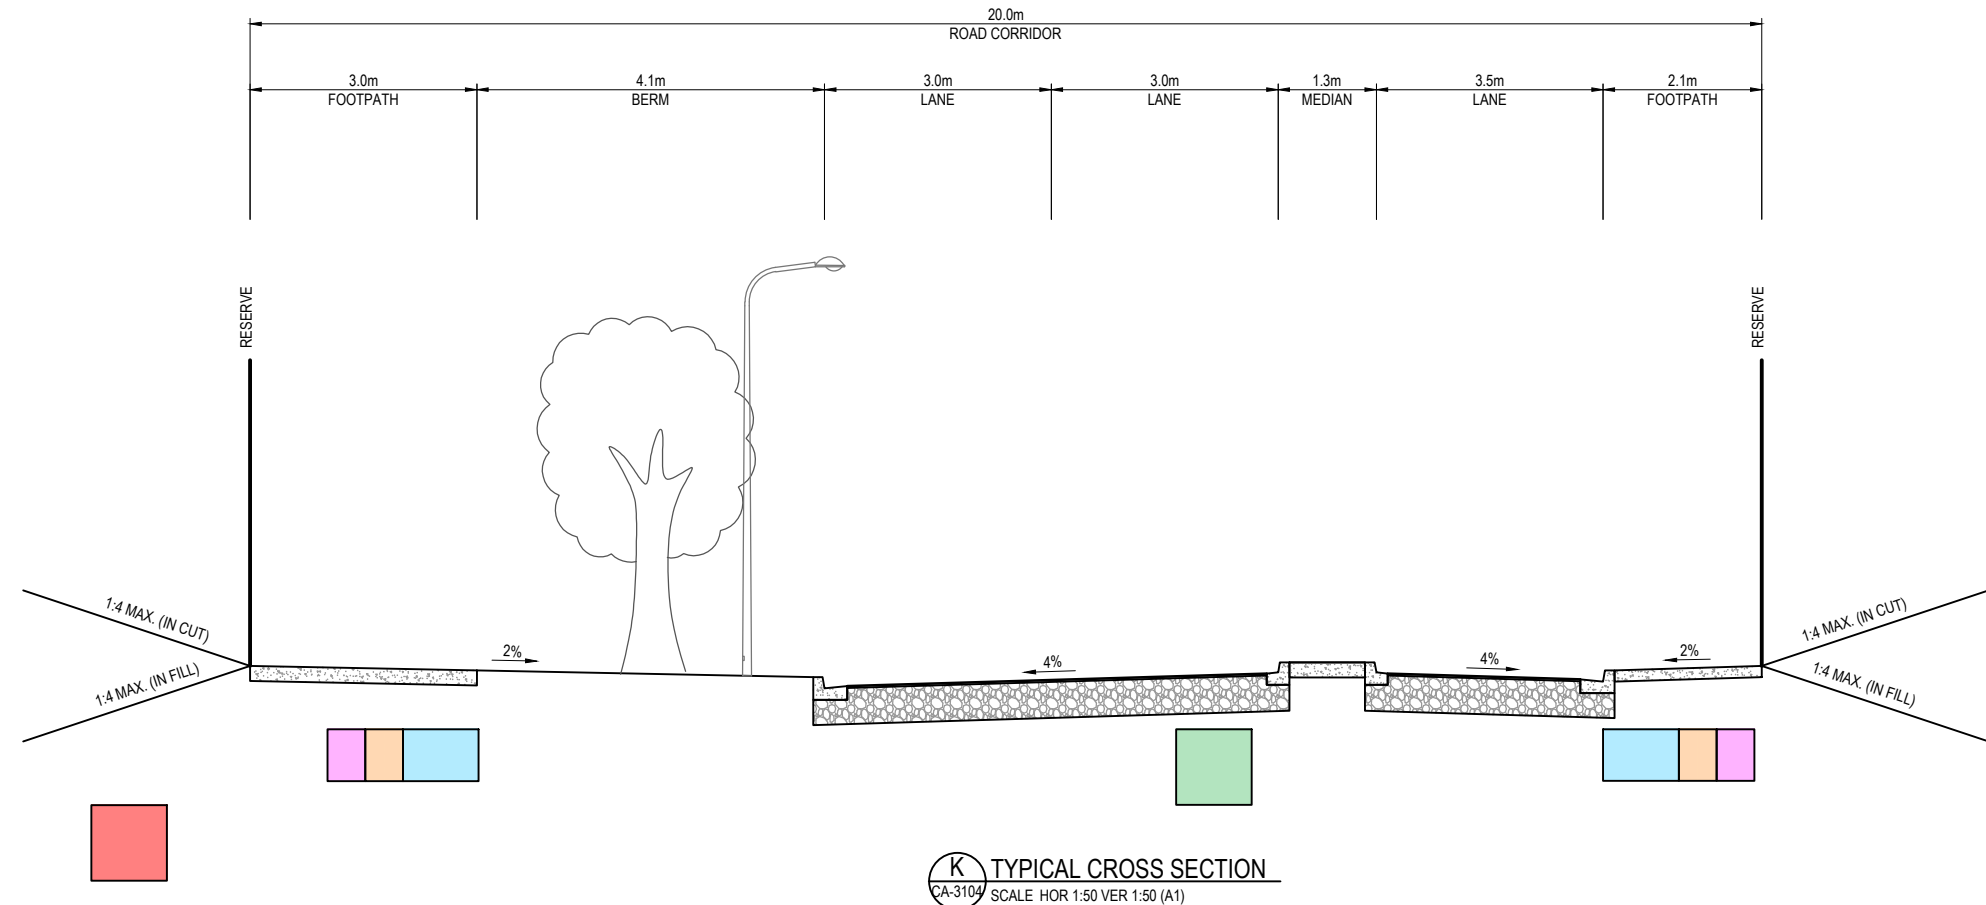 20.0m
ROAD CORRIDOR
3.0m
FOOTPATH
4.1m
BERM
3.0m
LANE
3.0m
LANE
1.3m
MEDIAN
3.5m
LANE
2.1m
FOOTPATH
RESERVE
RESERVE
1:4 MAX. (IN CUT)
1:4 MAX. (IN FILL)
2%
4%
4%
2%
1:4 MAX. (IN CUT)
1:4 MAX. (IN FILL)
K
CA-3104
TYPICAL CROSS SECTION
SCALE HOR 1:50 VER 1:50 (A1)